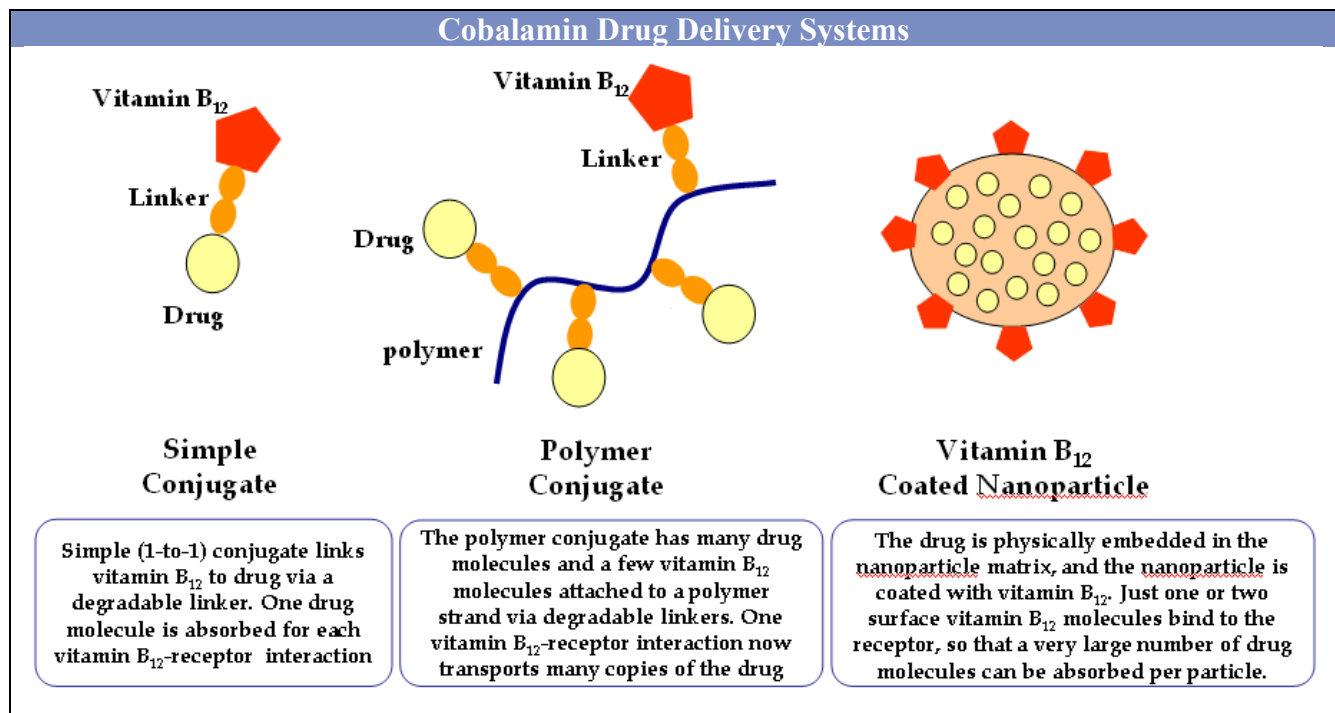 Cobalamin Drug Delivery Systems
Vitamin B12
Linker
Drug
Vitamin B12
Linker
Drug
polymer
Simple
Conjugate
Polymer
Conjugate
Vitamin B12
Coated Nanoparticle
Simple (1-to-1) conjugate links
vitamin B12 to drug via a
degradable linker. One drug
molecule is absorbed for each
vitamin B12-receptor interaction
The polymer conjugate has many drug
molecules and a few vitamin B12
molecules attached to a polymer
strand via degradable linkers. One
vitamin B12-receptor interaction now
transports many copies of the drug
The drug is physically embedded in the
nanoparticle matrix, and the nanoparticle is
coated with vitamin B12. Just one or two
surface vitamin B12 molecules bind to the
receptor, so that a very large number of drug
molecules can be absorbed per particle.